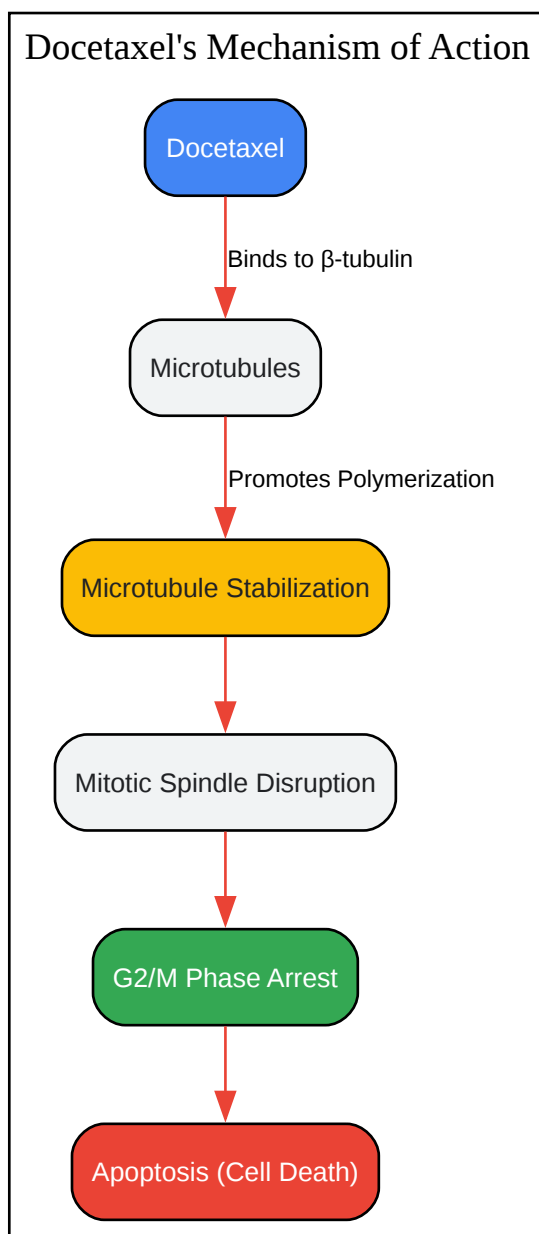 Docetaxel's Mechanism of Action
Docetaxel
Binds to β-tubulin
Microtubules
Promotes Polymerization
Microtubule Stabilization
Mitotic Spindle Disruption
G2/M Phase Arrest
Apoptosis (Cell Death)